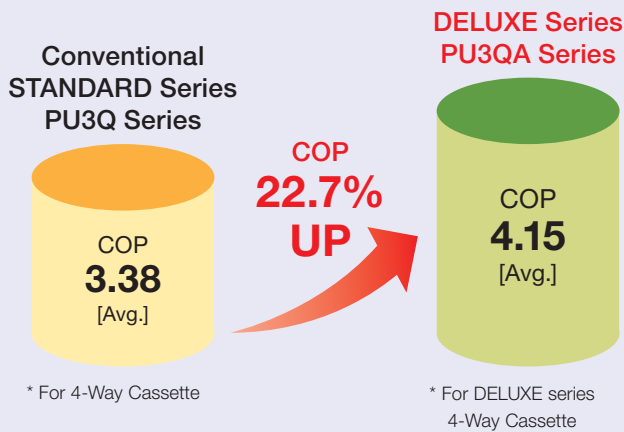 Conventional
STANDARD Series
PU3Q Series
COP
3.38
[Avg.]
* For 4-Way Cassette
COP
22.7%
UP
DELUXE Series
PU3QA Series
COP
4.15
[Avg.]
* For DELUXE series
4-Way Cassette